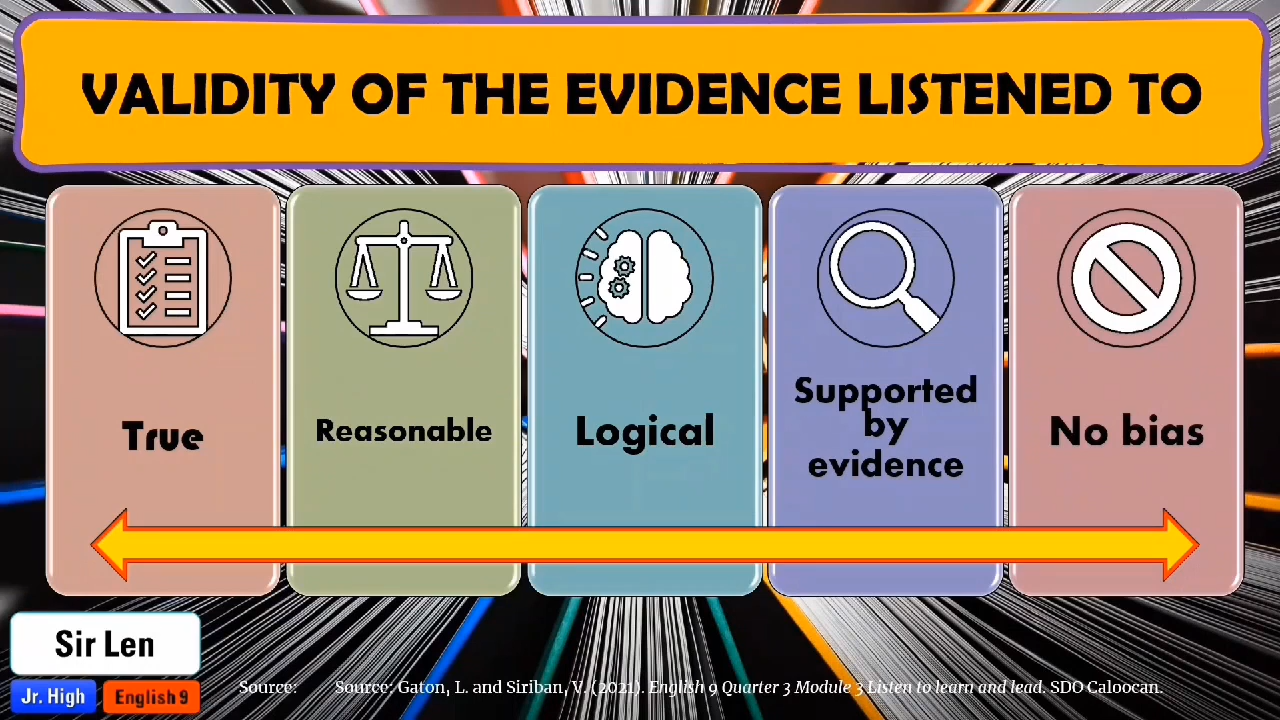 VALIDITY OF THE EVIDENCE LISTENED TO
True
Reasonable
Logical
Supported
by
evidence
No bias
Sir Len
Jr. High
English 9
Source: Source: Gaton, L. and Siriban, V. (2021). English 9 Quarter 3 Module 3 Listen to learn and lead. SDO Caloocan.